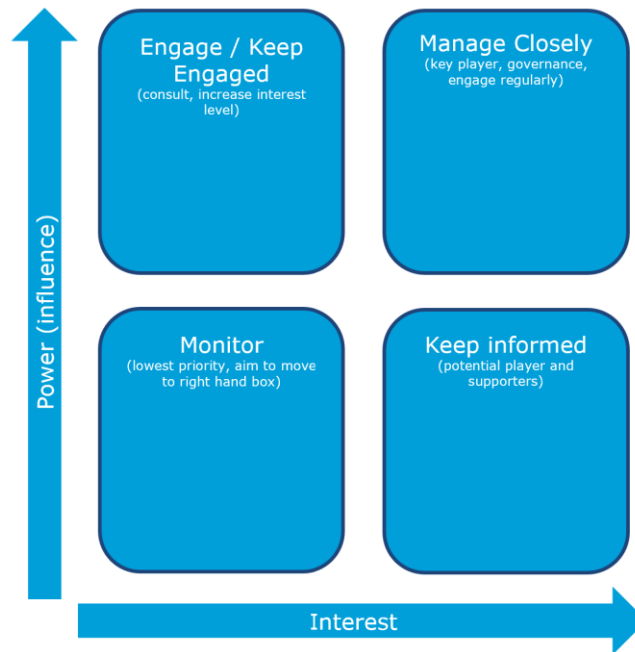 Engage / Keep
Engaged
(consult, increase interest
level)
Manage Closely
(key player, governance,
engage regularly)
Power (influence)
Monitor
(lowest priority, aim to move
to right hand box)
Keep informed
(potential player and
supporters)
Interest